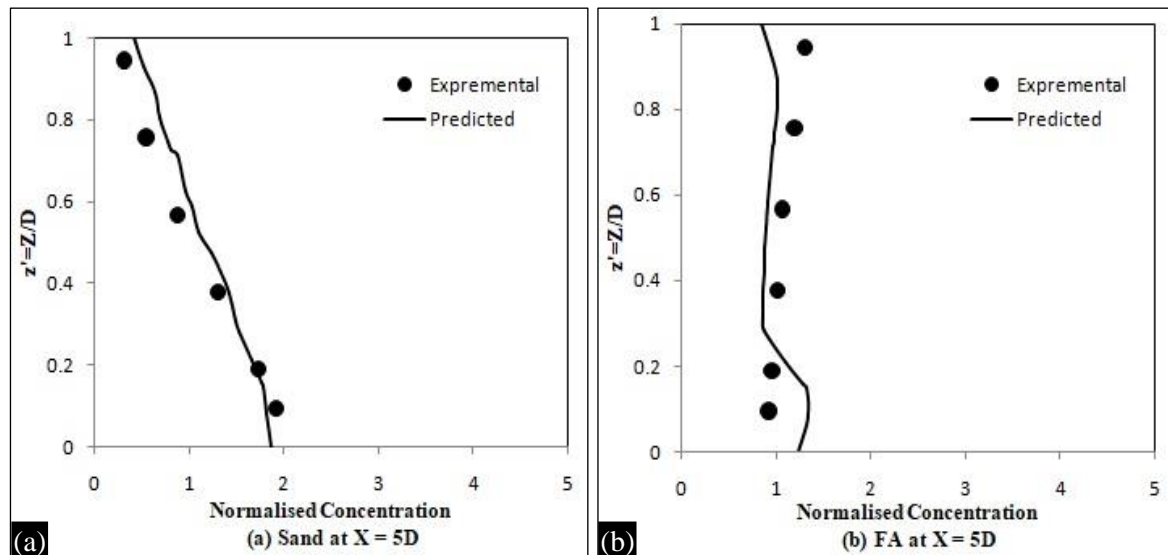 1
0.8
0.6
0.4
0.2
0
z'=Z/D
Expremental
Predicted
0 1 2 3 4 5
Normalised Concentration
(a) Sand at X = 5D
(a)
1
0.8
0.6
0.4
0.2
0
z'=Z/D
Expremental
Predicted
0 1 2 3 4 5
Normalised Concentration
(b) FA at X = 5D
(b)